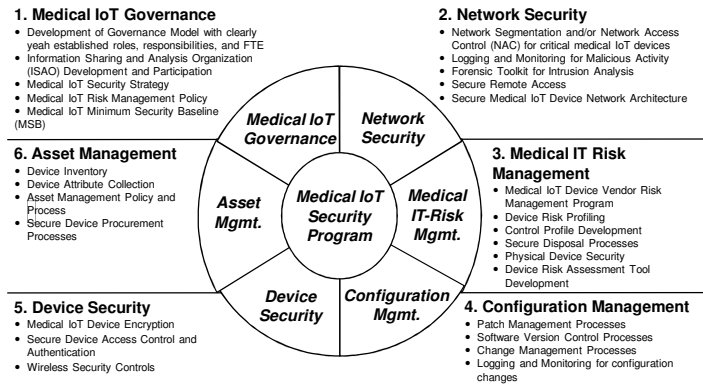 1. Medical IoT Governance
• Development of Governance Model with clearly
yeah established roles, responsibilities, and FTE
• Information Sharing and Analysis Organization
(ISAO) Development and Participation
• Medical IoT Security Strategy
• Medical IoT Risk Management Policy
• Medical IoT Minimum Security Baseline
(MSB)
2. Network Security
• Network Segmentation and/or Network Access
Control (NAC) for critical medical IoT devices
• Logging and Monitoring for Malicious Activity
• Forensic Toolkit for Intrusion Analysis
• Secure Remote Access
• Secure Medical IoT Device Network Architecture
6. Asset Management
• Device Inventory
• Device Attribute Collection
• Asset Management Policy and
Process
• Secure Device Procurement
Processes
Medical IoT
Governance
Network
Security
Asset
Mgmt.
Medical IoT
Security
Program
Medical
IT-Risk
Mgmt.
Device
Security
Configuration
Mgmt.
3. Medical IT Risk
Management
• Medical IoT Device Vendor Risk
Management Program
• Device Risk Profiling
• Control Profile Development
• Secure Disposal Processes
• Physical Device Security
• Device Risk Assessment Tool
Development
5. Device Security
• Medical IoT Device Encryption
• Secure Device Access Control and
Authentication
• Wireless Security Controls
4. Configuration Management
• Patch Management Processes
• Software Version Control Processes
• Change Management Processes
• Logging and Monitoring for configuration
changes